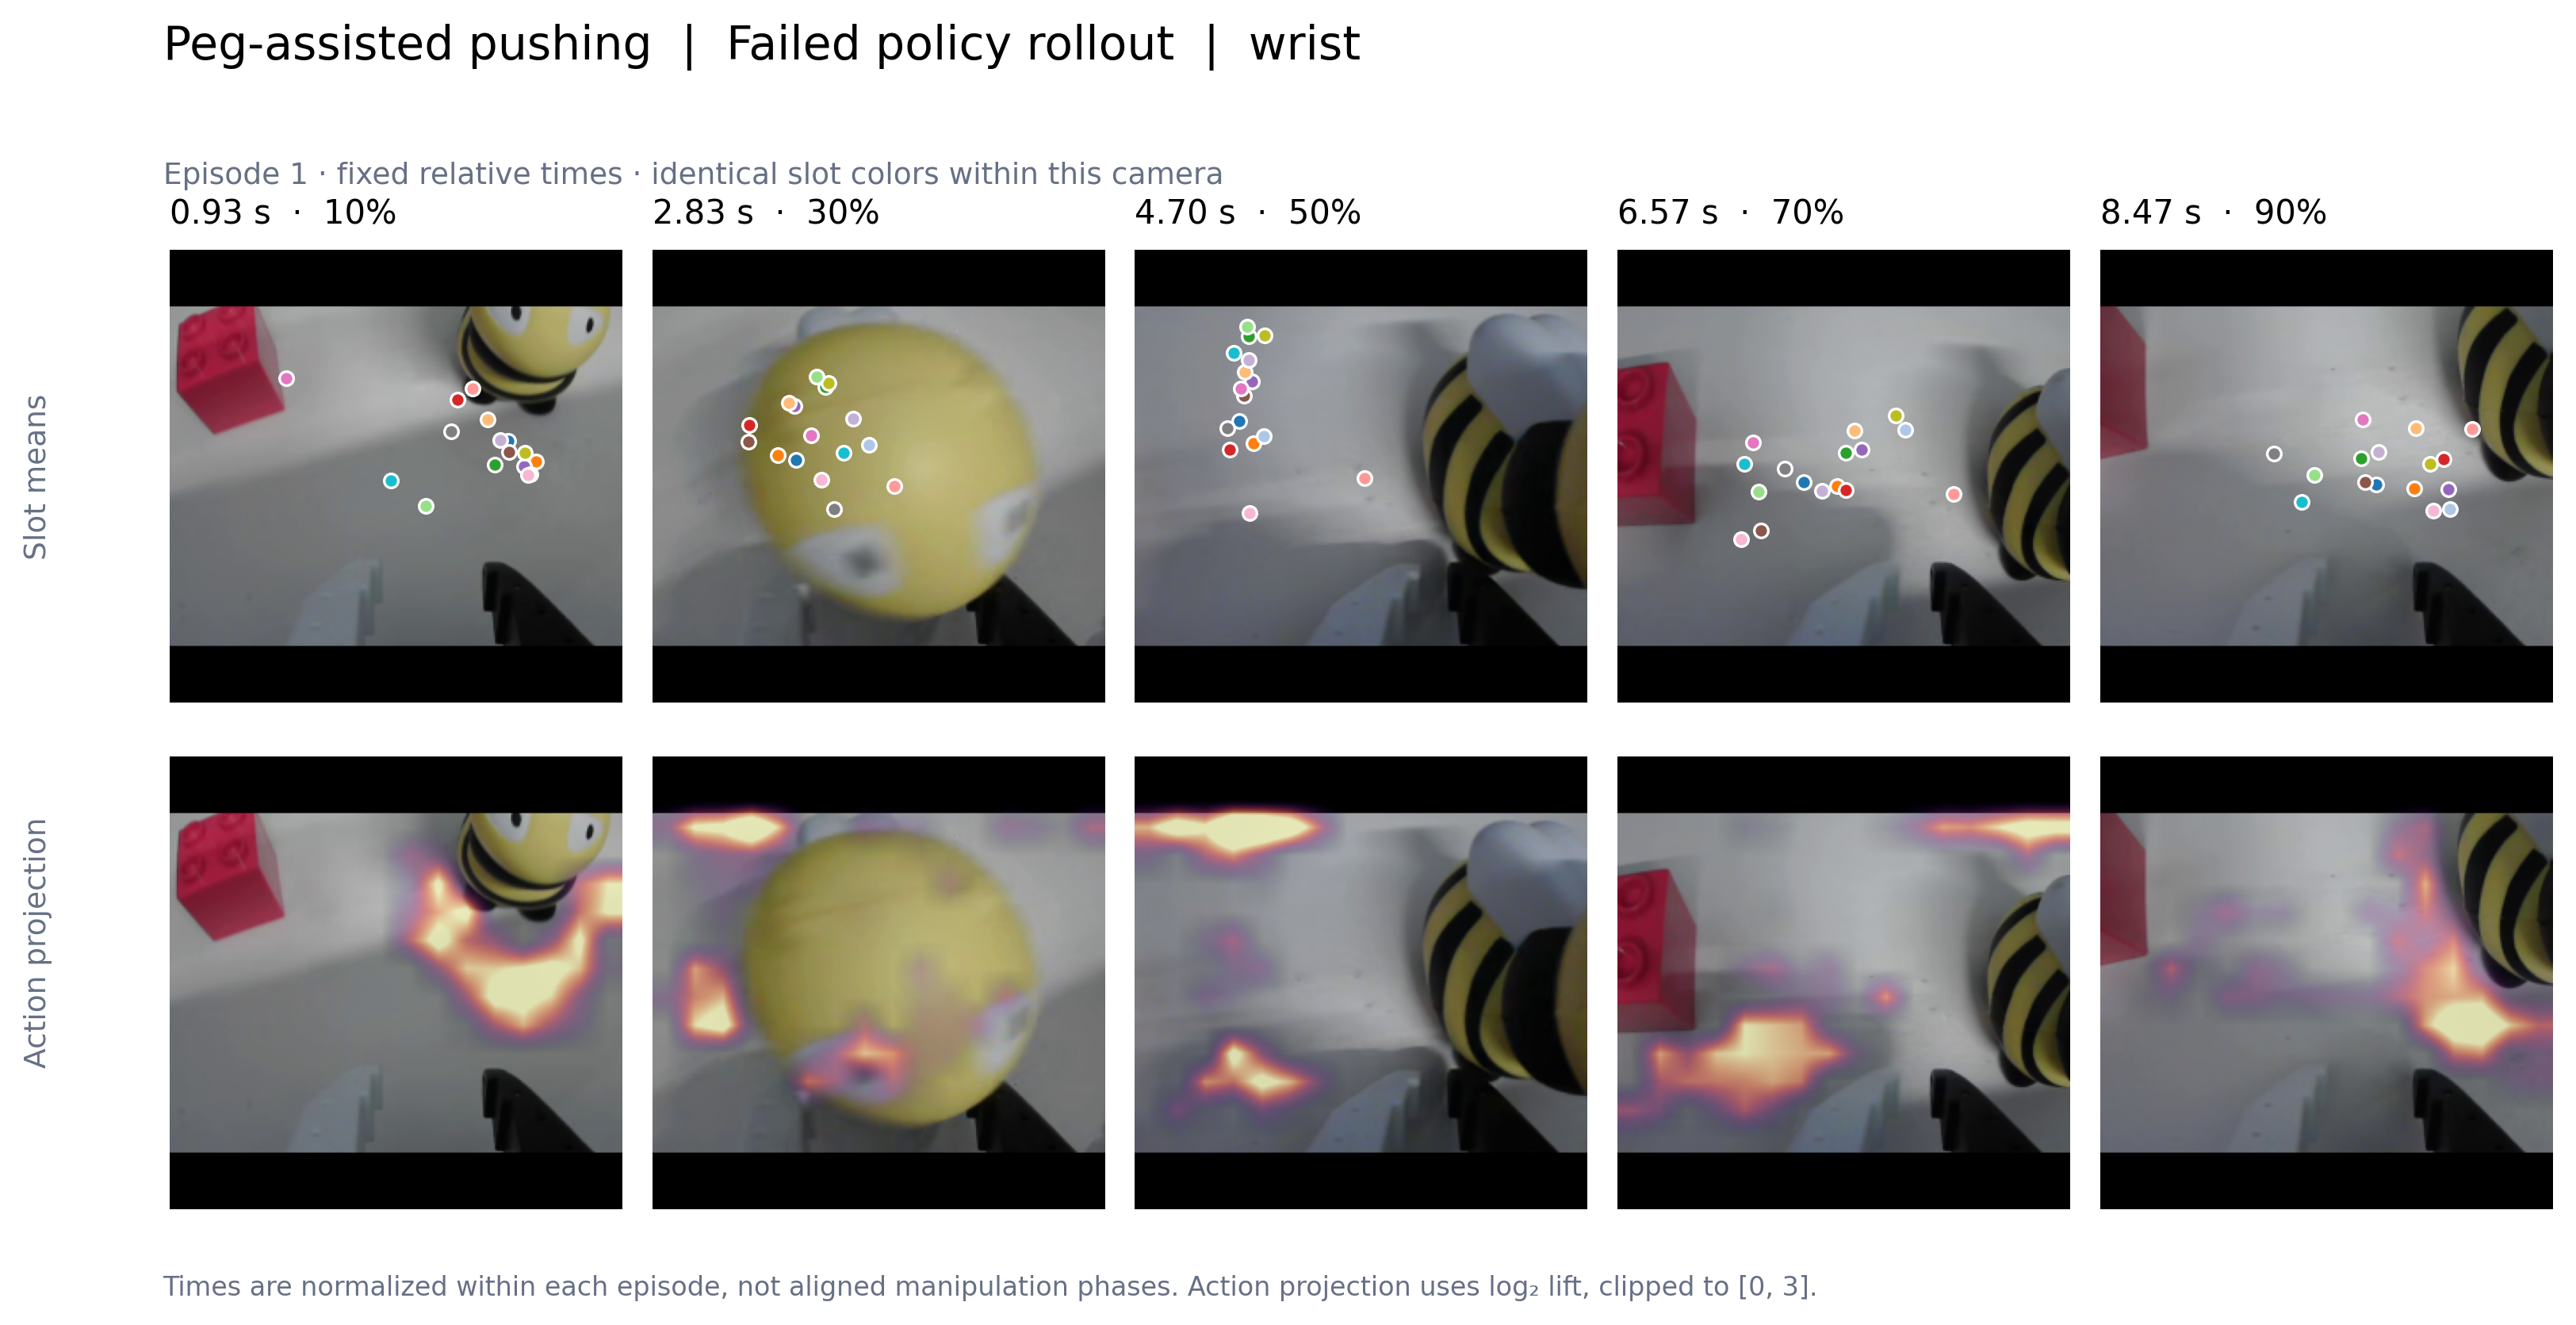 Peg-assisted pushing | Failed policy rollout | wrist
Episode 1 · fixed relative times · identical slot colors within this camera
0.93 s · 10%
2.83 s · 30%
4.70 s · 50%
6.57 s · 70%
8.47 s · 90%
Slot means
Action projection
Times are normalized within each episode, not aligned manipulation phases. Action projection uses log₂ lift, clipped to [0, 3].